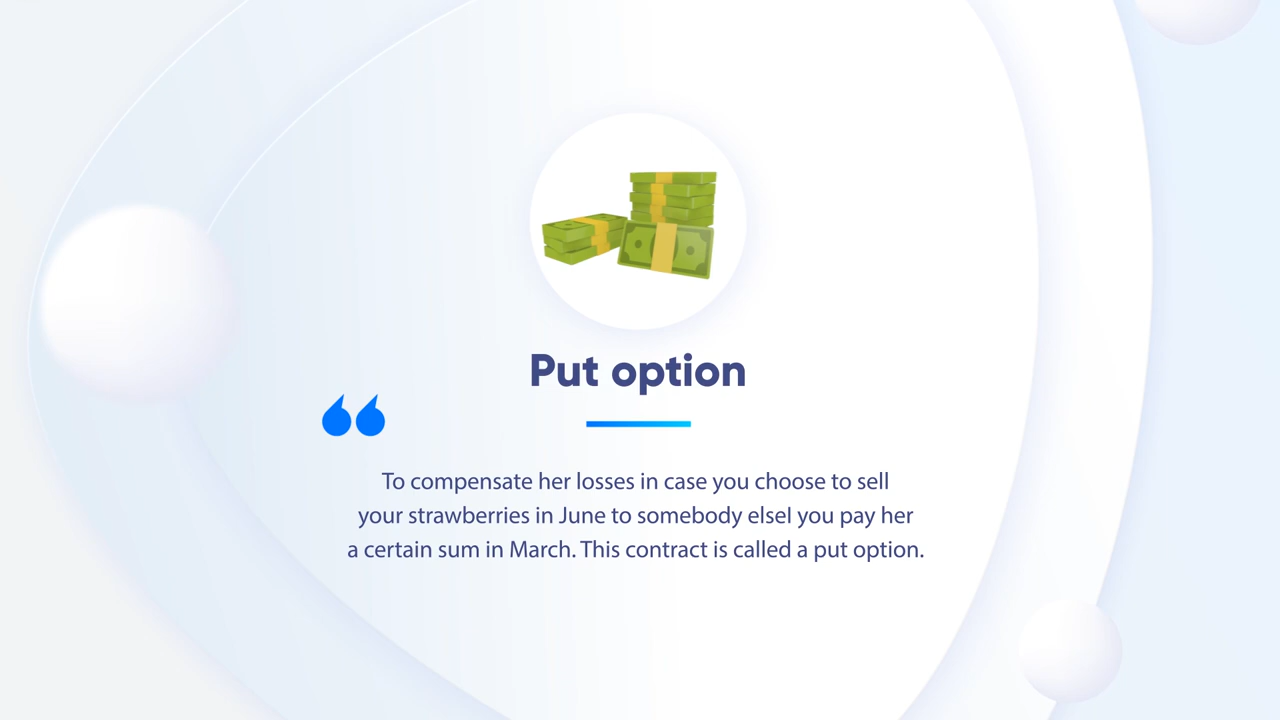 Put option
“
To compensate her losses in case you choose to sell
your strawberries in June to somebody elseI you pay her
a certain sum in March. This contract is called a put option.